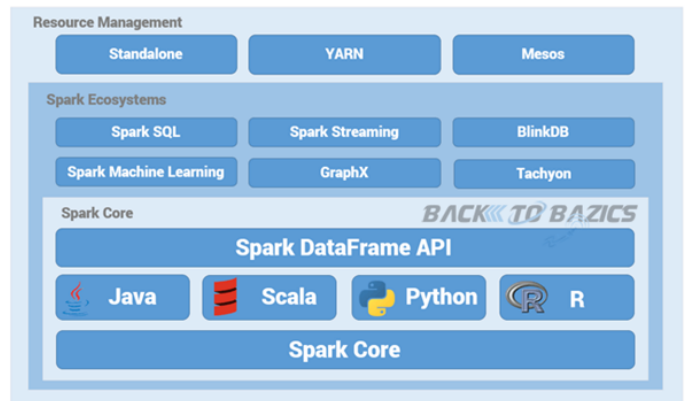 Resource Management
Standalone YARN Mesos
Spark Ecosystems
Spark SQL Spark Streaming BlinkDB
Spark Machine Learning GraphX Tachyon
Spark Core BACK TO BAZICS
Spark DataFrame API
Java Scala Python R R
Spark Core